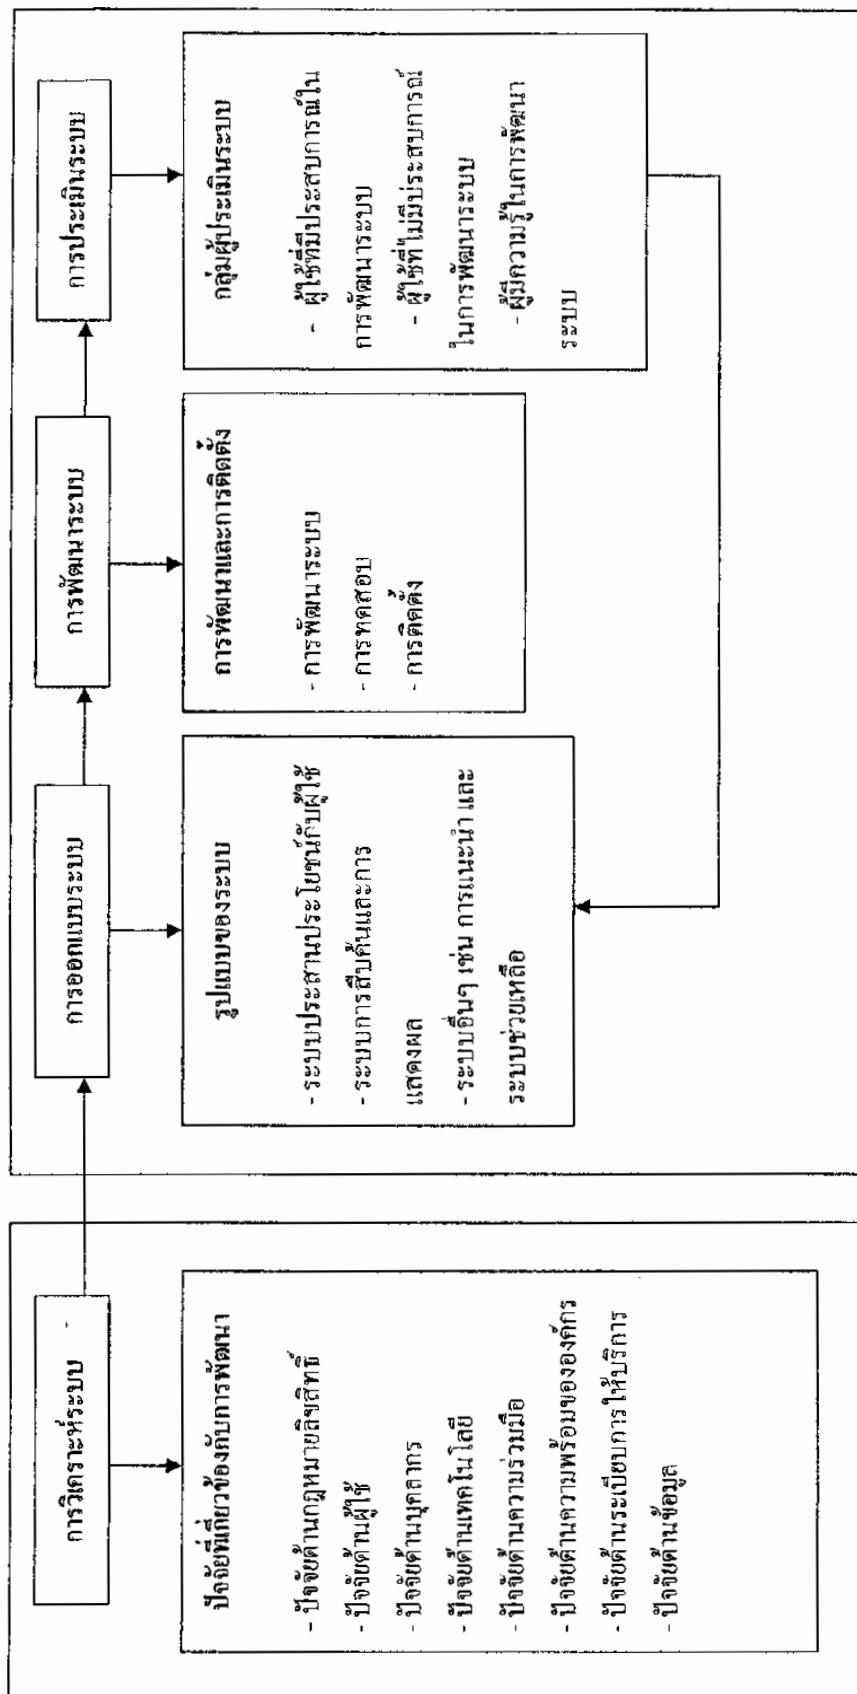 การวิเคราะห์ระบบ
ปัจจัยที่เกี่ยวข้องกับการพัฒนา
- ปัจจัยด้านกฎหมายลิขสิทธิ์
- ปัจจัยด้านผู้ใช้
- ปัจจัยด้านบุคลากร
- ปัจจัยด้านเทคโนโลยี
- ปัจจัยด้านความร่วมมือ
- ปัจจัยด้านความพร้อมขององค์กร
- ปัจจัยด้านระเบียบการให้บริการ
- ปัจจัยด้านข้อมูล
การออกแบบระบบ
รูปแบบของระบบ
- ระบบประสานประโยชน์กับผู้ใช้
- ระบบการสืบค้นและการ
แสดงผล
- ระบบอื่นๆ เช่น การแนะนำ และ
ระบบช่วยเหลือ
การพัฒนาระบบ
การพัฒนาและการติดตั้ง
- การพัฒนาระบบ
- การทดสอบ
- การติดตั้ง
การประเมินระบบ
กลุ่มผู้ประเมินระบบ
- ผู้ใช้ที่มีประสบการณ์ใน
การพัฒนาระบบ
- ผู้ใช้ที่ไม่มีประสบการณ์
ในการพัฒนาระบบ
- ผู้มีความรู้ในการพัฒนา
ระบบ